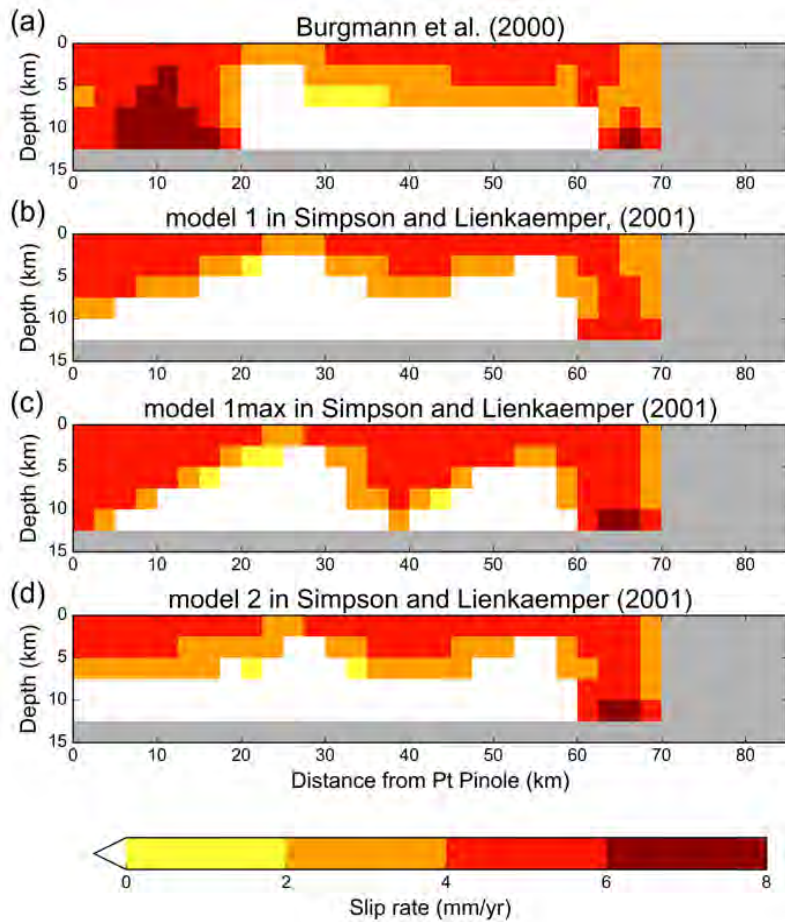 (a) Burgmann et al. (2000)
0
5
10
15
Depth (km)
0 10 20 30 40 50 60 70 80
(b) model 1 in Simpson and Lienkaemper, (2001)
0
5
10
15
Depth (km)
0 10 20 30 40 50 60 70 80
(c) model 1max in Simpson and Lienkaemper (2001)
0
5
10
15
Depth (km)
0 10 20 30 40 50 60 70 80
(d) model 2 in Simpson and Lienkaemper (2001)
0
5
10
15
Depth (km)
0 10 20 30 40 50 60 70 80
Distance from Pt Pinole (km)
0 2 4 6 8
Slip rate (mm/yr)